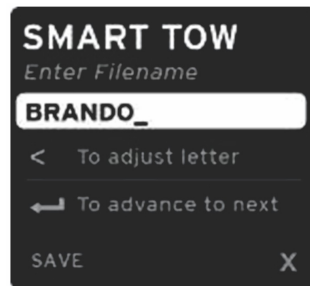 SMART TOW
Enter Filename
BRANDO_
< To adjust letter
To advance to next
SAVE X